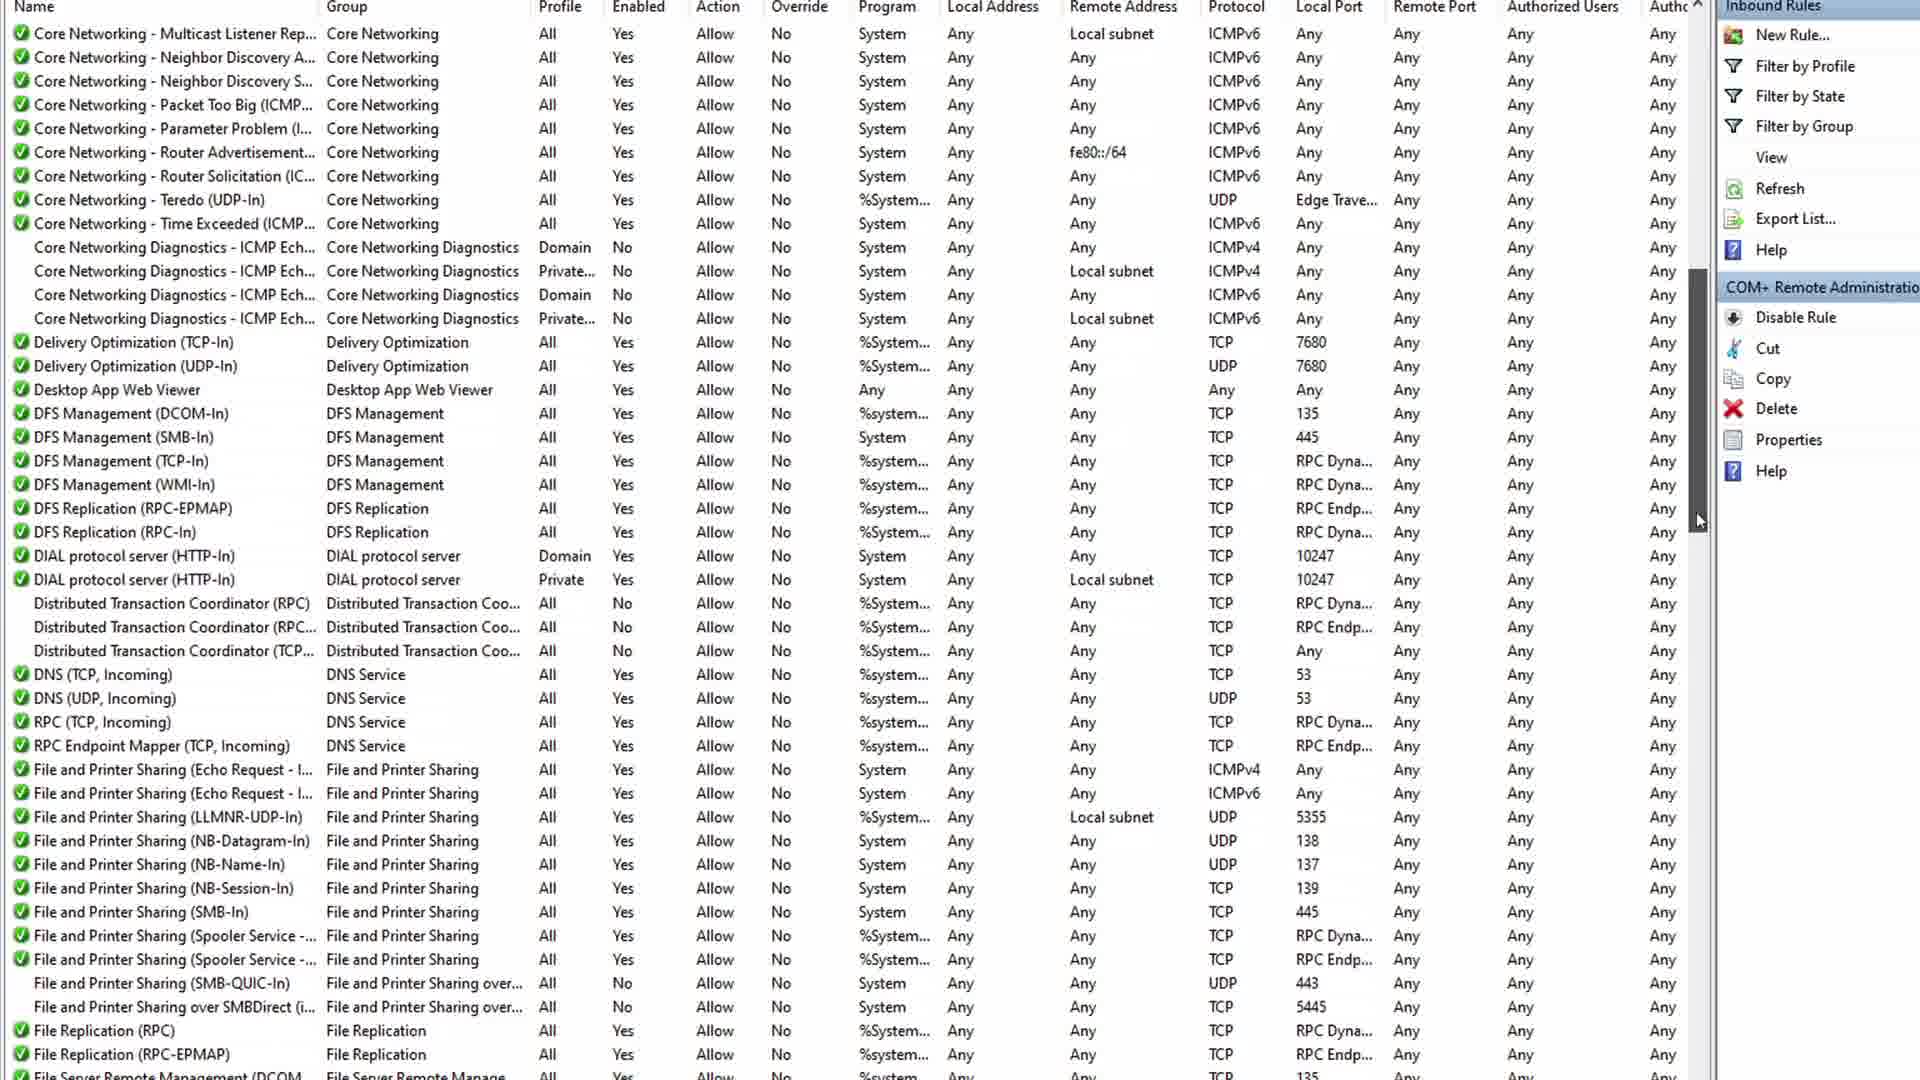 Name Group Profile Enabled Action Override Program Local Address Remote Address Protocol Local Port Remote Port Authorized Users Authc
Core Networking - Multicast Listener Rep... Core Networking All Yes Allow No System Any Local subnet ICMPv6 Any Any Any Any
Core Networking - Neighbor Discovery A... Core Networking All Yes Allow No System Any Any ICMPv6 Any Any Any Any
Core Networking - Neighbor Discovery S... Core Networking All Yes Allow No System Any Any ICMPv6 Any Any Any Any
Core Networking - Packet Too Big (ICMP... Core Networking All Yes Allow No System Any Any ICMPv6 Any Any Any Any
Core Networking - Parameter Problem (I... Core Networking All Yes Allow No System Any Any ICMPv6 Any Any Any Any
Core Networking - Router Advertisement... Core Networking All Yes Allow No System Any fe80::/64 ICMPv6 Any Any Any Any
Core Networking - Router Solicitation (IC... Core Networking All Yes Allow No System Any Any ICMPv6 Any Any Any Any
Core Networking - Teredo (UDP-In) Core Networking All Yes Allow No %System... Any Any UDP Edge Trave... Any Any Any
Core Networking - Time Exceeded (ICMP... Core Networking All Yes Allow No System Any Any ICMPv6 Any Any Any Any
Core Networking Diagnostics - ICMP Ech... Core Networking Diagnostics Domain No Allow No System Any Any ICMPv4 Any Any Any Any
Core Networking Diagnostics - ICMP Ech... Core Networking Diagnostics Private... No Allow No System Any Local subnet ICMPv4 Any Any Any Any
Core Networking Diagnostics - ICMP Ech... Core Networking Diagnostics Domain No Allow No System Any Any ICMPv6 Any Any Any Any
Core Networking Diagnostics - ICMP Ech... Core Networking Diagnostics Private... No Allow No System Any Local subnet ICMPv6 Any Any Any Any
Delivery Optimization (TCP-In) Delivery Optimization All Yes Allow No %System... Any Any TCP 7680 Any Any Any
Delivery Optimization (UDP-In) Delivery Optimization All Yes Allow No %System... Any Any UDP 7680 Any Any Any
Desktop App Web Viewer Desktop App Web Viewer All Yes Allow No Any Any Any Any Any Any Any Any
DFS Management (DCOM-In) DFS Management All Yes Allow No %system... Any Any TCP 135 Any Any Any
DFS Management (SMB-In) DFS Management All Yes Allow No System Any Any TCP 445 Any Any Any
DFS Management (TCP-In) DFS Management All Yes Allow No %system... Any Any TCP RPC Dyna... Any Any Any
DFS Management (WMI-In) DFS Management All Yes Allow No %system... Any Any TCP RPC Dyna... Any Any Any
DFS Replication (RPC-EPMAP) DFS Replication All Yes Allow No %system... Any Any TCP RPC Endp... Any Any Any
DFS Replication (RPC-In) DFS Replication All Yes Allow No %system... Any Any TCP RPC Dyna... Any Any Any
DIAL protocol server (HTTP-In) DIAL protocol server Domain Yes Allow No System Any Any TCP 10247 Any Any Any
DIAL protocol server (HTTP-In) DIAL protocol server Private Yes Allow No System Any Local subnet TCP 10247 Any Any Any
Distributed Transaction Coordinator (RPC) Distributed Transaction Coo... All No Allow No %System... Any Any TCP RPC Dyna... Any Any Any
Distributed Transaction Coordinator (RPC... Distributed Transaction Coo... All No Allow No %System... Any Any TCP RPC Endp... Any Any Any
Distributed Transaction Coordinator (TCP... Distributed Transaction Coo... All No Allow No %System... Any Any TCP Any Any Any Any
DNS (TCP, Incoming) DNS Service All Yes Allow No %system... Any Any TCP 53 Any Any Any
DNS (UDP, Incoming) DNS Service All Yes Allow No %system... Any Any UDP 53 Any Any Any
RPC (TCP, Incoming) DNS Service All Yes Allow No %system... Any Any TCP RPC Dyna... Any Any Any
RPC Endpoint Mapper (TCP, Incoming) DNS Service All Yes Allow No %system... Any Any TCP RPC Endp... Any Any Any
File and Printer Sharing (Echo Request - I... File and Printer Sharing All Yes Allow No System Any Any ICMPv4 Any Any Any Any
File and Printer Sharing (Echo Request - I... File and Printer Sharing All Yes Allow No System Any Any ICMPv6 Any Any Any Any
File and Printer Sharing (LLMNR-UDP-In) File and Printer Sharing All Yes Allow No %System... Any Local subnet UDP 5355 Any Any Any
File and Printer Sharing (NB-Datagram-In) File and Printer Sharing All Yes Allow No System Any Any UDP 138 Any Any Any
File and Printer Sharing (NB-Name-In) File and Printer Sharing All Yes Allow No System Any Any UDP 137 Any Any Any
File and Printer Sharing (NB-Session-In) File and Printer Sharing All Yes Allow No System Any Any TCP 139 Any Any Any
File and Printer Sharing (SMB-In) File and Printer Sharing All Yes Allow No System Any Any TCP 445 Any Any Any
File and Printer Sharing (Spooler Service -... File and Printer Sharing All Yes Allow No %System... Any Any TCP RPC Dyna... Any Any Any
File and Printer Sharing (Spooler Service -... File and Printer Sharing All Yes Allow No %System... Any Any TCP RPC Endp... Any Any Any
File and Printer Sharing (SMB-QUIC-In) File and Printer Sharing over... All No Allow No System Any Any UDP 443 Any Any Any
File and Printer Sharing over SMBDirect (i... File and Printer Sharing over... All No Allow No System Any Any TCP 5445 Any Any Any
File Replication (RPC) File Replication All Yes Allow No %System... Any Any TCP RPC Dyna... Any Any Any
File Replication (RPC-EPMAP) File Replication All Yes Allow No %system... Any Any TCP RPC Endp... Any Any Any
File Server Remote Management (DCOM... File Server Remote Manage... All Yes Allow No %system... Any Any TCP 135 Any Any Any
Inbound Rules
New Rule...
Filter by Profile
Filter by State
Filter by Group
View
Refresh
Export List...
Help
COM+ Remote Administratio
Disable Rule
Cut
Copy
Delete
Properties
Help